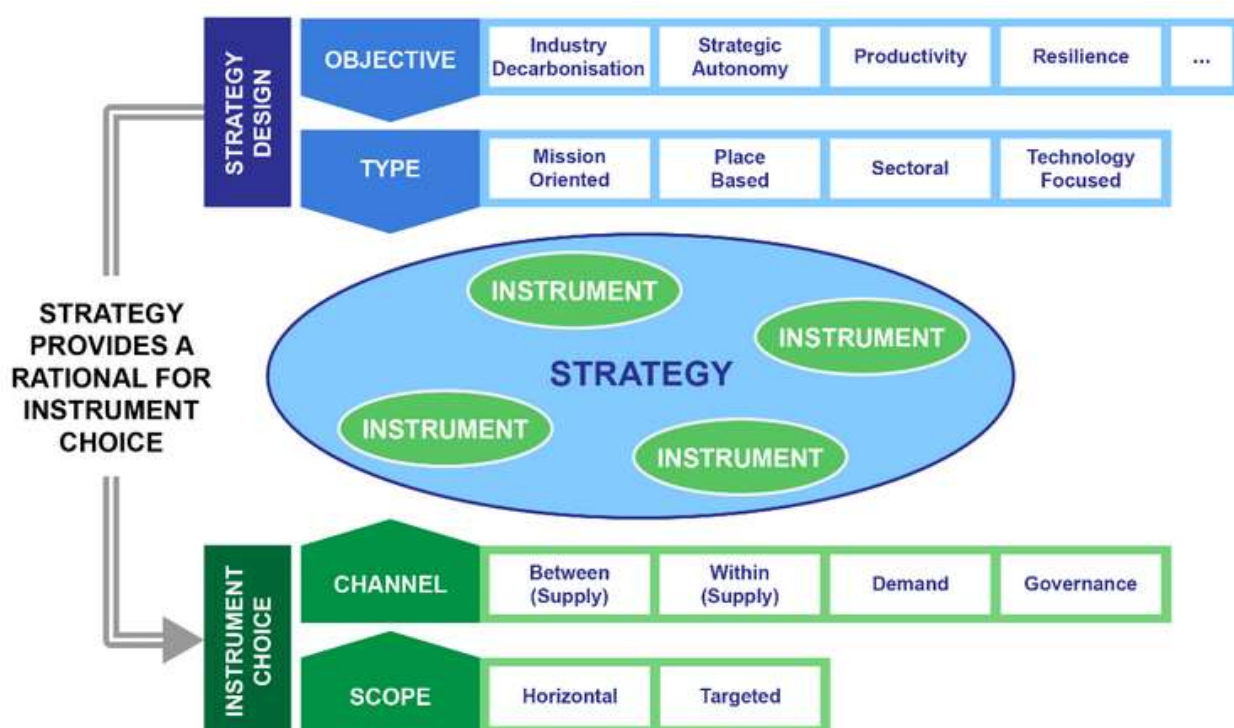 STRATEGY
DESIGN
OBJECTIVE
Industry
Decarbonisation
Strategic
Autonomy
Productivity
Resilience
...
TYPE
Mission
Oriented
Place
Based
Sectoral
Technology
Focused
STRATEGY
PROVIDES A
RATIONAL FOR
INSTRUMENT
CHOICE
INSTRUMENT
INSTRUMENT
STRATEGY
INSTRUMENT
INSTRUMENT
INSTRUMENT
CHOICE
CHANNEL
Between
(Supply)
Within
(Supply)
Demand
Governance
SCOPE
Horizontal
Targeted